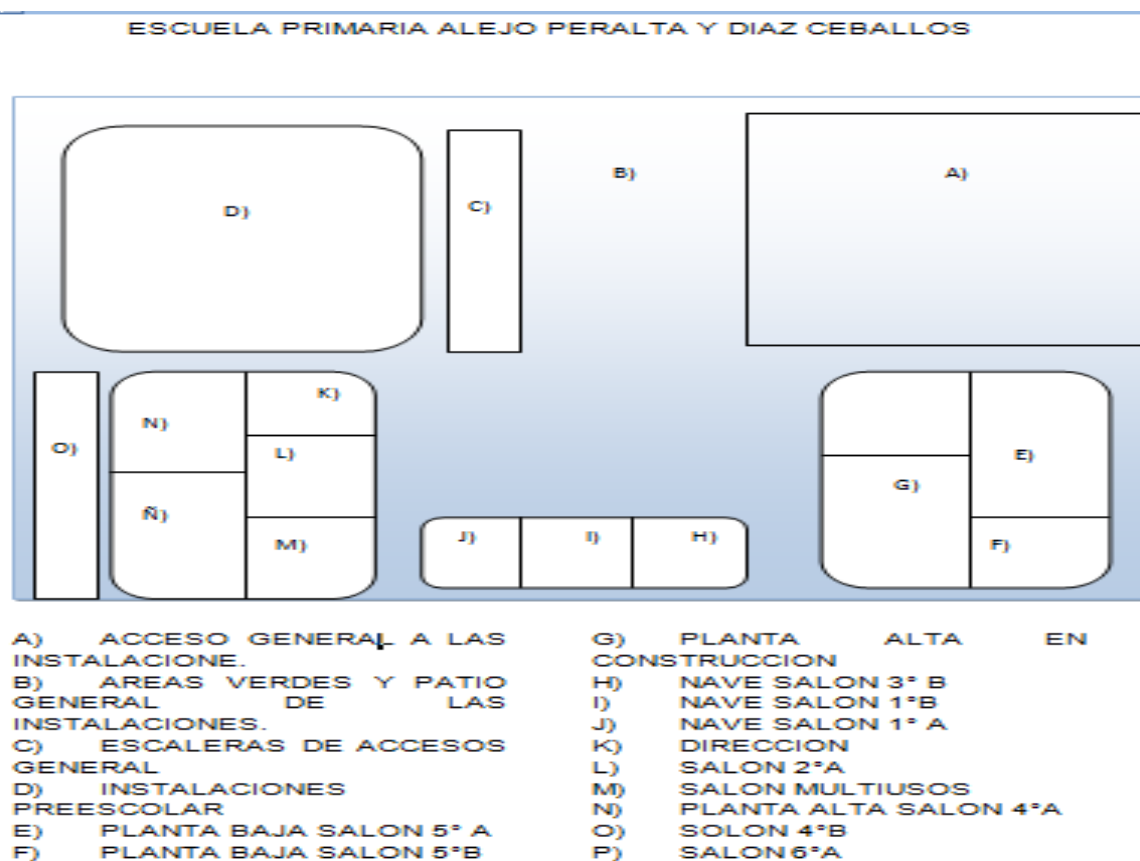 ESCUELA PRIMARIA ALEJO PERALTA Y DIAZ CEBALLOS
D)
C)
B)
A)
O)
N)
K)
L)
Ñ)
M)
J)
I)
H)
G)
E)
F)
A) ACCESO GENERAL A LAS
INSTALACIONE.
B) AREAS VERDES Y PATIO
GENERAL DE LAS
INSTALACIONES.
C) ESCALERAS DE ACCESOS
GENERAL
D) INSTALACIONES
PREESCOLAR
E) PLANTA BAJA SALON 5° A
F) PLANTA BAJA SALON 5°B
G) PLANTA ALTA EN
CONSTRUCCION
H) NAVE SALON 3° B
I) NAVE SALON 1°B
J) NAVE SALON 1° A
K) DIRECCION
L) SALON 2°A
M) SALON MULTIUSOS
N) PLANTA ALTA SALON 4°A
O) SOLON 4°B
P) SALON 6°A